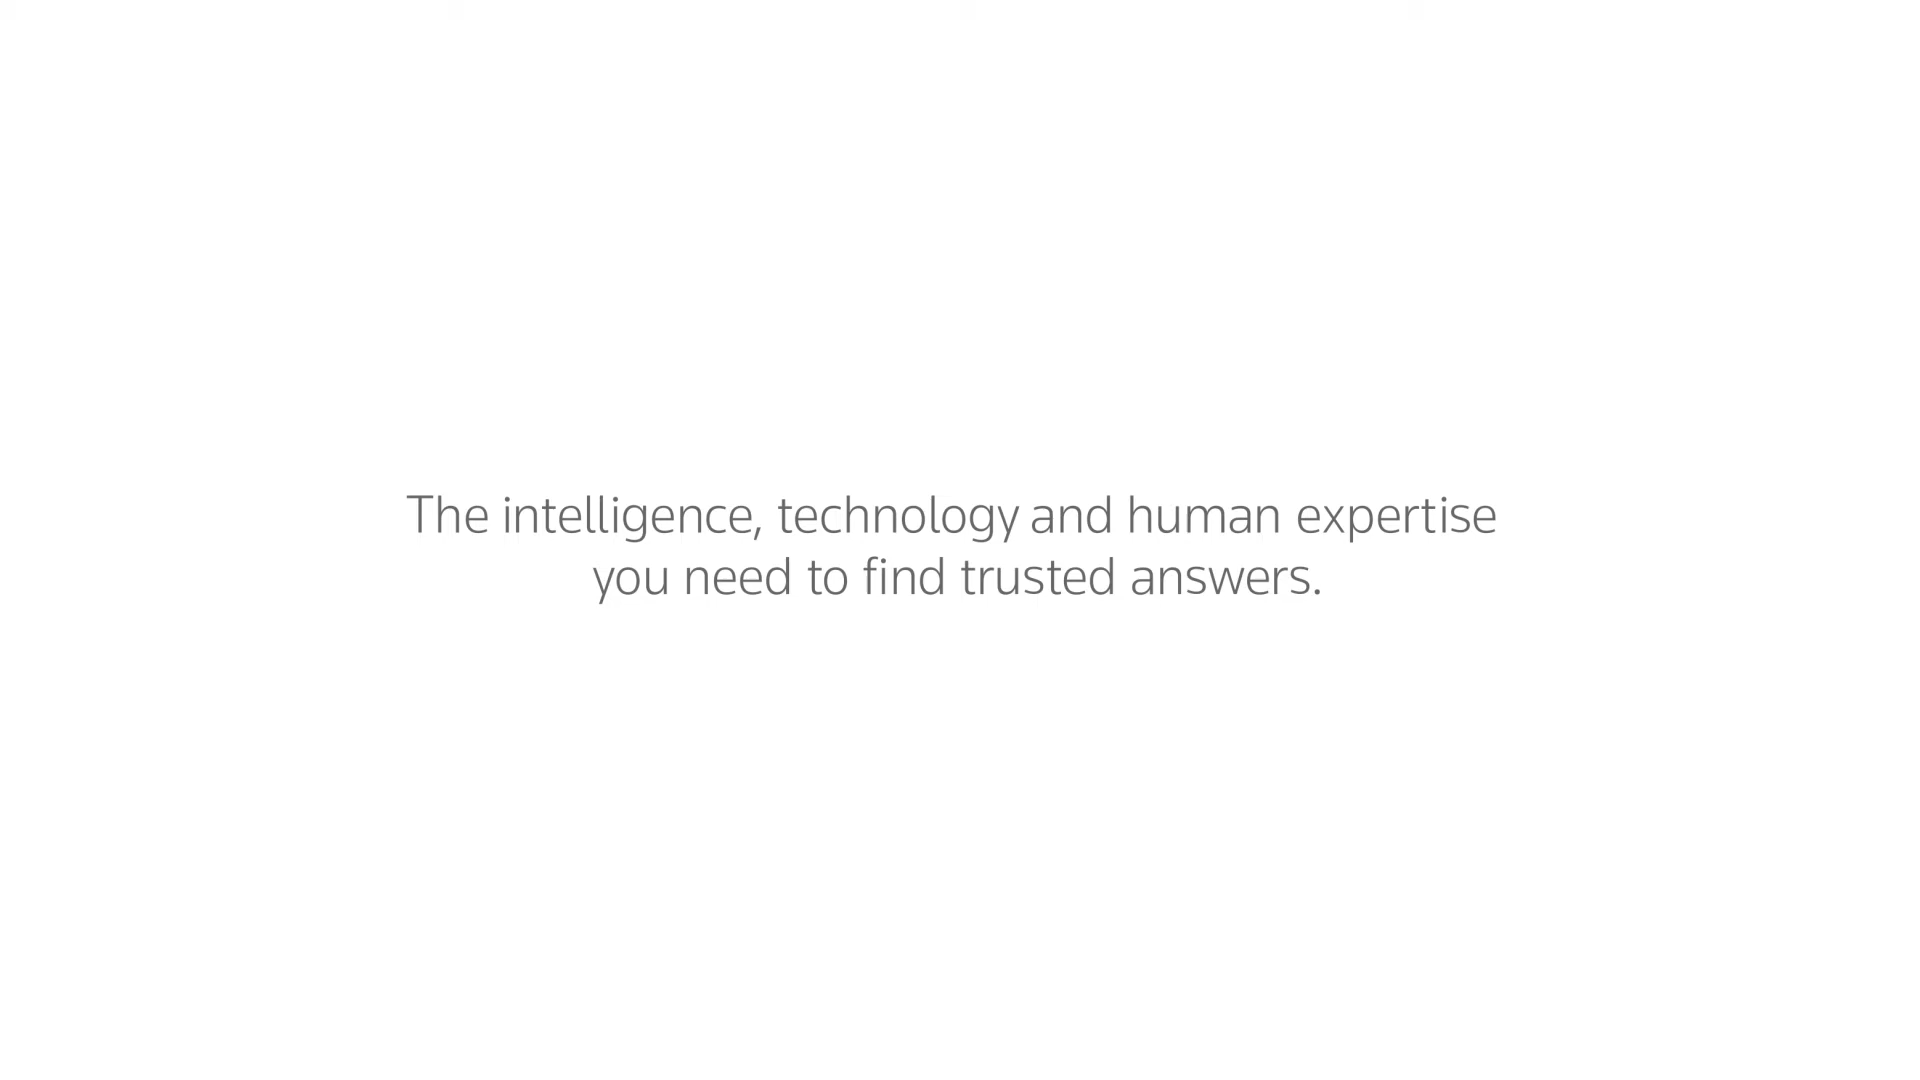 The intelligence, technology and human expertise
you need to find trusted answers.